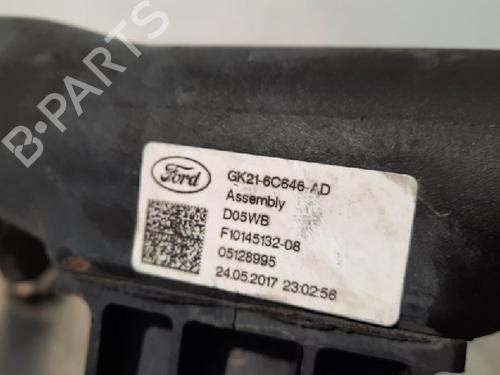 B-PARTS
Ford
GK21-6C646-AD
Assembly
D05WB
F10145132-08
05128995
24.05.2017 23:02:56